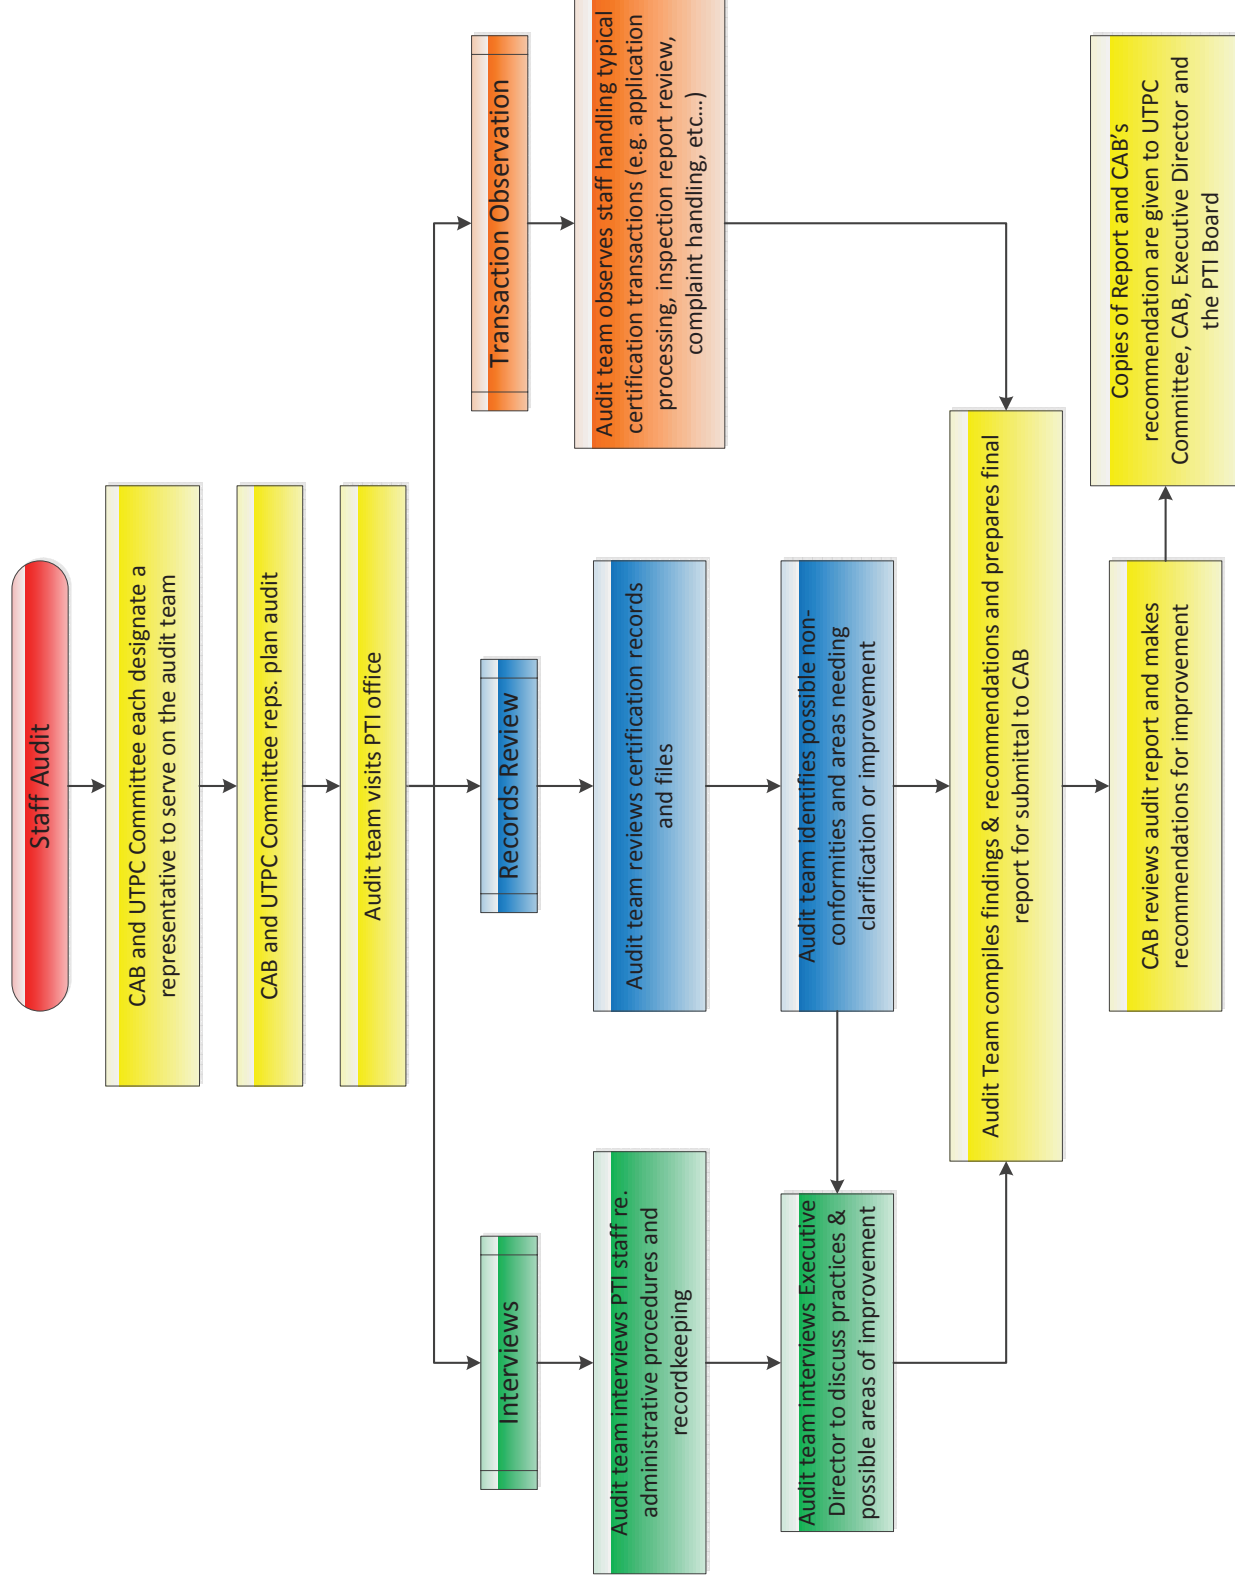 Staff Audit
CAB and UTPC Committee each designate a
representative to serve on the audit team
CAB and UTPC Committee reps. plan audit
Audit team visits PTI office
Interviews
Audit team interviews PTI staff re.
administrative procedures and
recordkeeping
Audit team interviews Executive
Director to discuss practices &
possible areas of improvement
Records Review
Audit team reviews certification records
and files
Audit team identifies possible non-
conformities and areas needing
clarification or improvement
Transaction Observation
Audit team observes staff handling typical
certification transactions (e.g. application
processing, inspection report review,
complaint handling, etc...)
Audit Team compiles findings & recommendations and prepares final
report for submittal to CAB
CAB reviews audit report and makes
recommendations for improvement
Copies of Report and CAB's
recommendation are given to UTPC
Committee, CAB, Executive Director and
the PTI Board